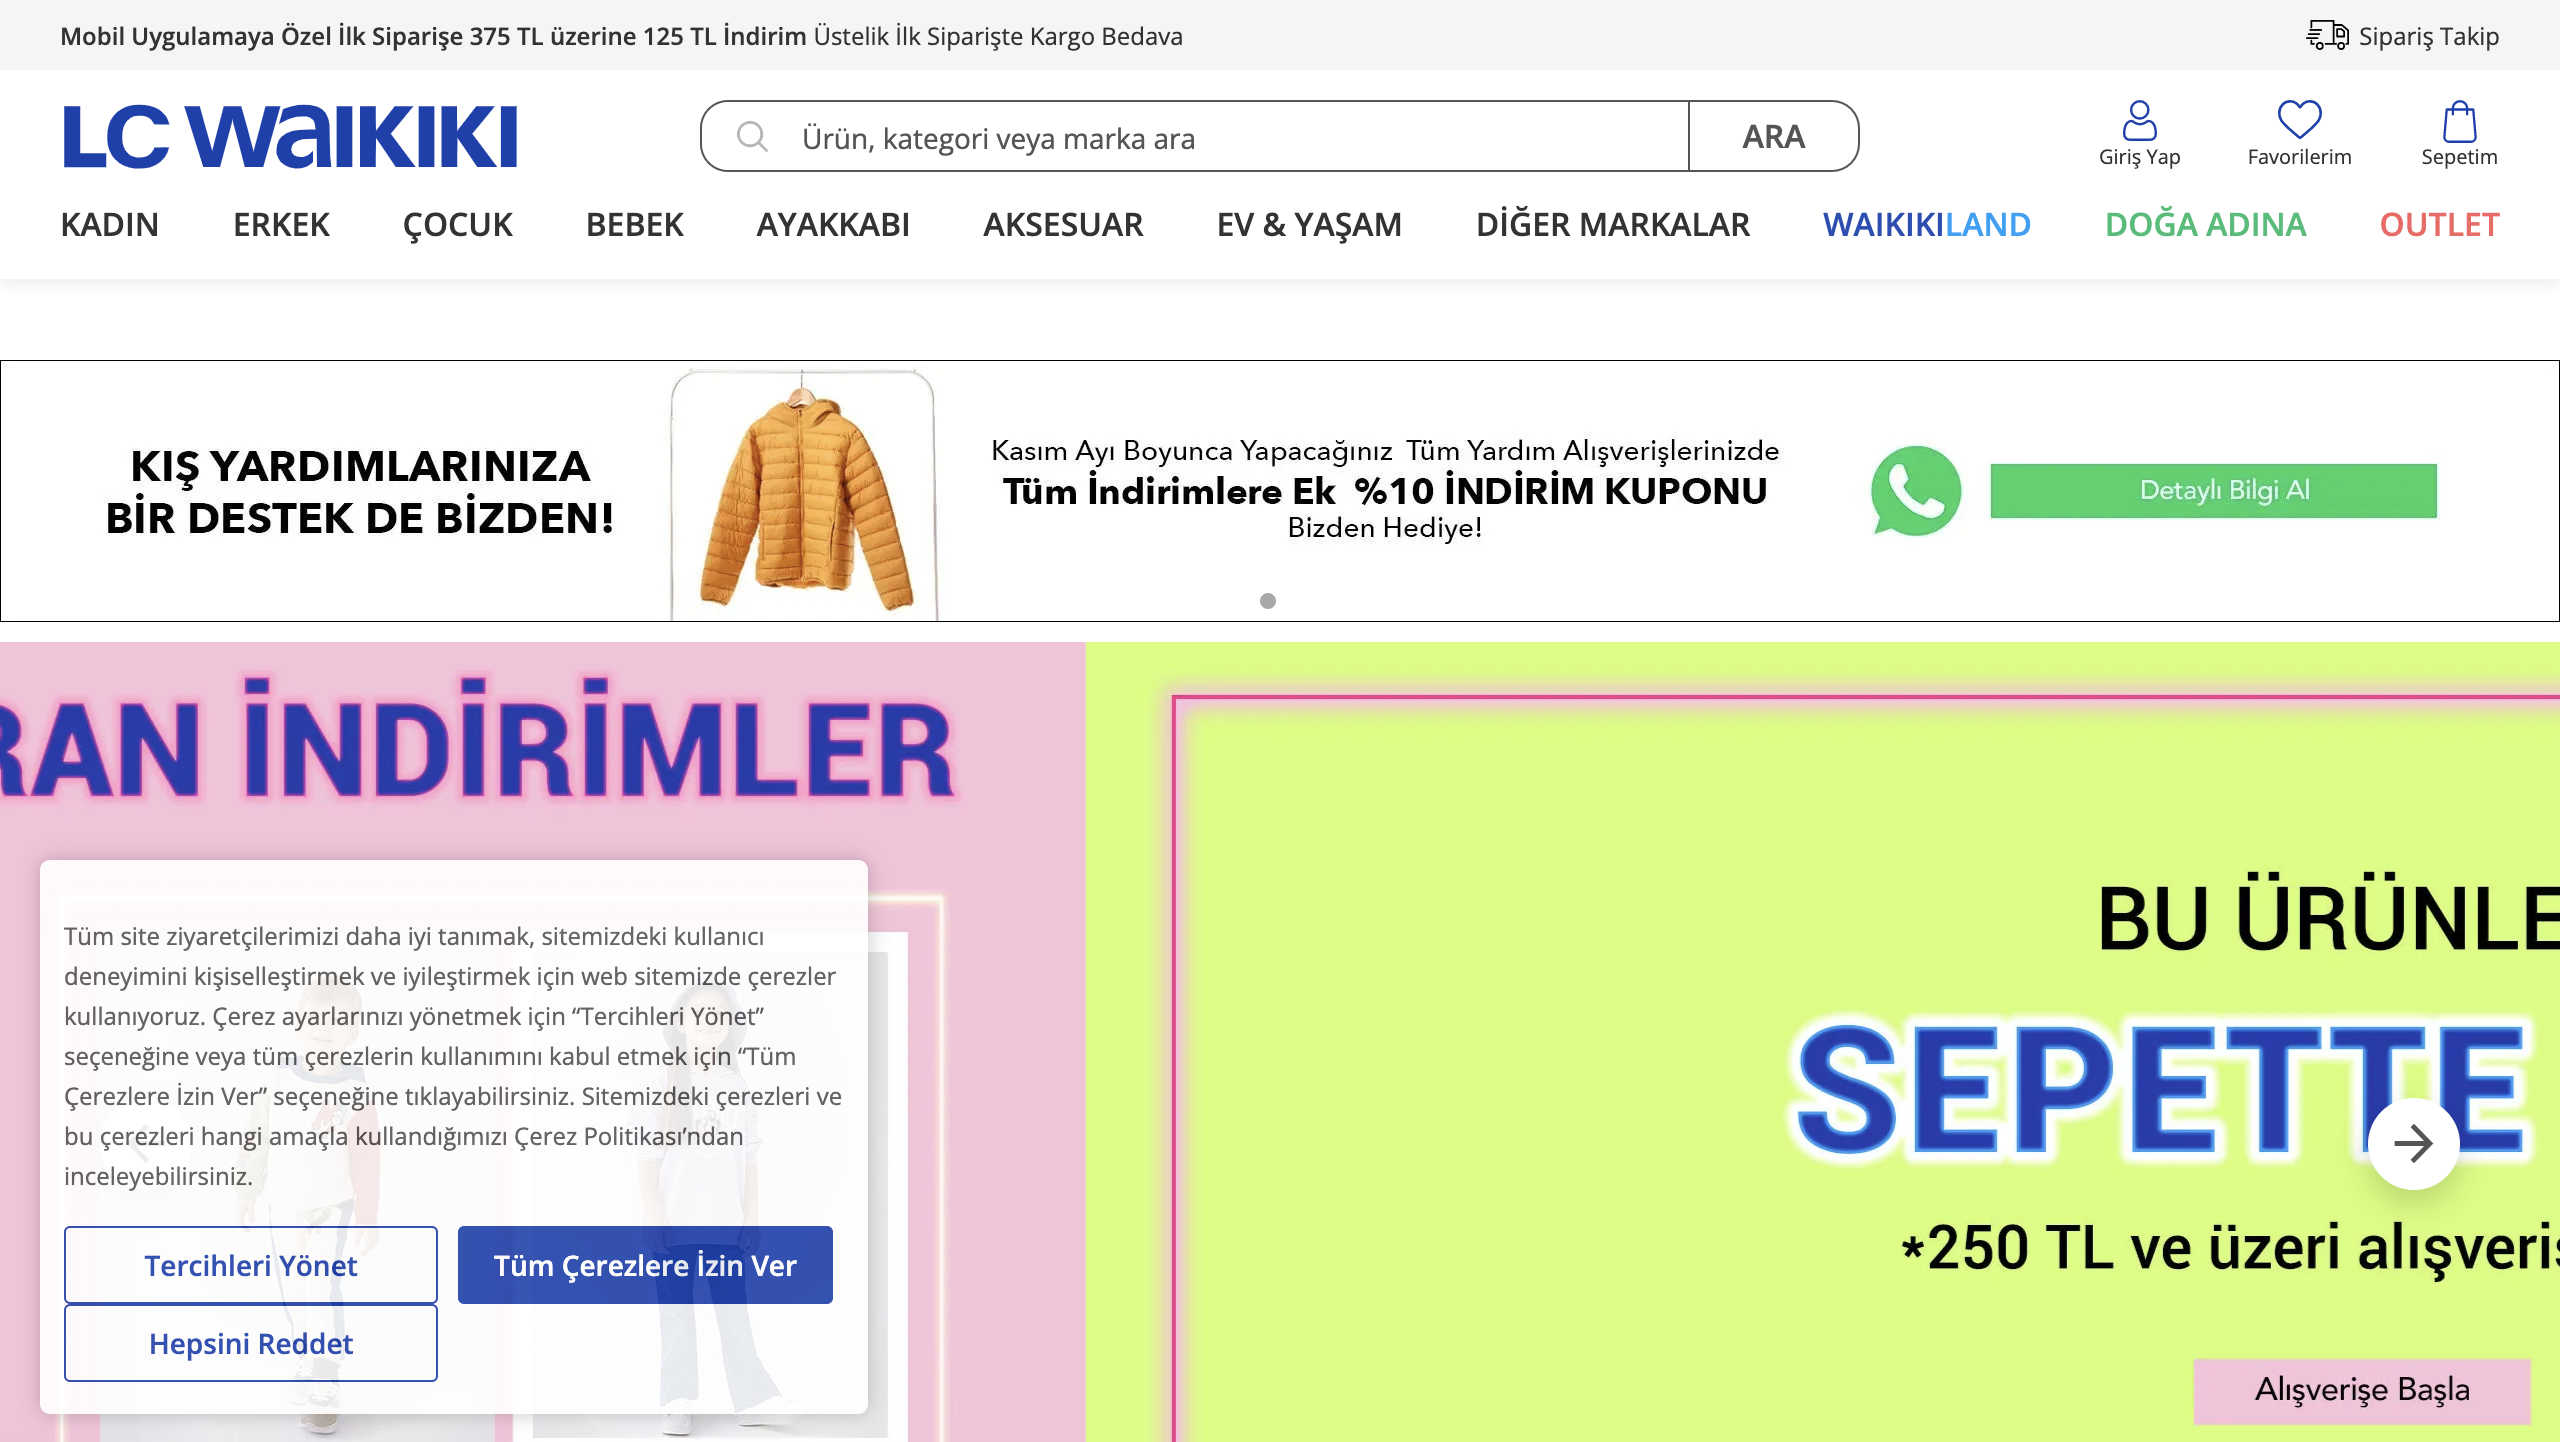 Mobil Uygulamaya Özel İlk Siparişe 375 TL üzerine 125 TL İndirim Üstelik İlk Siparişte Kargo Bedava
Sipariş Takip
LC WAIKIKI
Ürün, kategori veya marka ara
ARA
Giriş Yap
Favorilerim
Sepetim
KADIN
ERKEK
ÇOCUK
BEBEK
AYAKKABI
AKSESUAR
EV & YAŞAM
DİĞER MARKALAR
WAIKIKILAND
DOĞA ADINA
OUTLET
KIŞ YARDIMLARINIZA
BİR DESTEK DE BİZDEN!
Kasım Ayı Boyunca Yapacağınız Tüm Yardım Alışverişlerinizde
Tüm İndirimlere Ek %10 İNDİRİM KUPONU
Bizden Hediye!
Detaylı Bilgi Al
RAN İNDİRİMLER
Tüm site ziyaretçilerimizi daha iyi tanımak, sitemizdeki kullanıcı
deneyimini kişiselleştirmek ve iyileştirmek için web sitemizde çerezler
kullanıyoruz. Çerez ayarlarınızı yönetmek için “Tercihleri Yönet”
seçeneğine veya tüm çerezlerin kullanımını kabul etmek için “Tüm
Çerezlere İzin Ver” seçeneğine tıklayabilirsiniz. Sitemizdeki çerezleri ve
bu çerezleri hangi amaçla kullandığımızı Çerez Politikası’ndan
inceleyebilirsiniz.
Tercihleri Yönet
Tüm Çerezlere İzin Ver
Hepsini Reddet
BU ÜRÜNLE
SEPETTE
*250 TL ve üzeri alışveriş
Alışverişe Başla